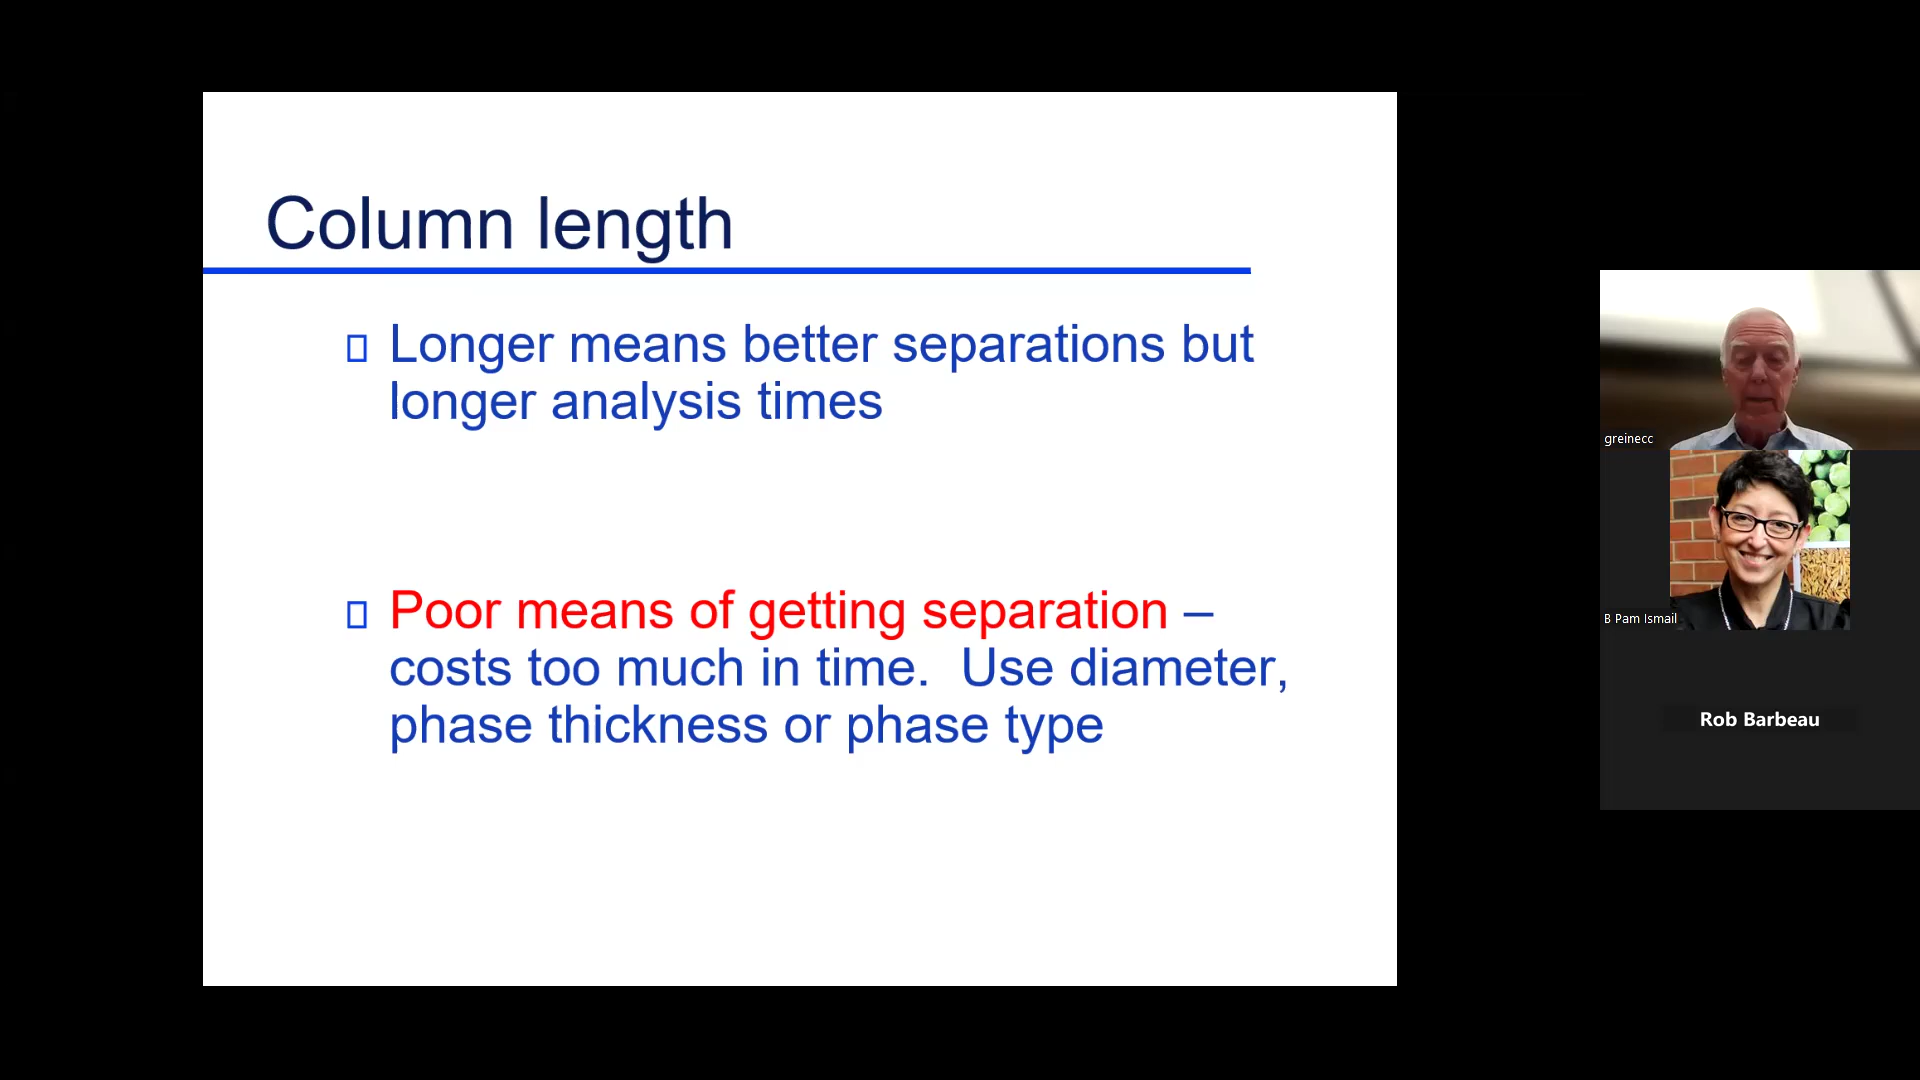 Column length
Longer means better separations but
longer analysis times
Poor means of getting separation –
costs too much in time.  Use diameter,
phase thickness or phase type
greinecc
B Pam Ismail
Rob Barbeau